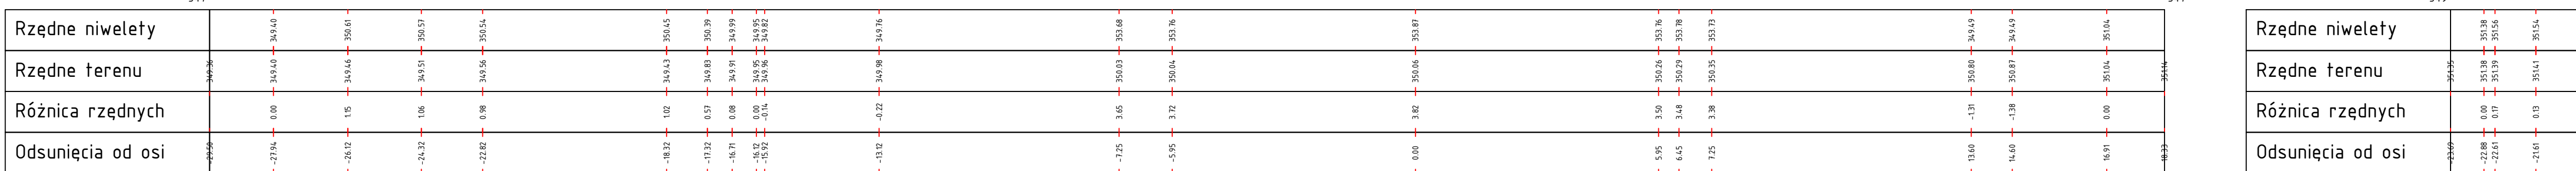 Rzędne niwelety 349.40 350.61 350.57 350.54 350.45 350.39 349.99 349.95 349.82 349.76 353.68 353.76 353.87 353.76 353.78 353.73 349.49 349.49 351.04
Rzędne terenu 349.36 349.40 349.46 349.51 349.56 349.43 349.83 349.91 349.95 349.96 349.98 350.03 350.04 350.06 350.26 350.29 350.35 350.80 350.87 351.04 351.14
Różnica rzędnych 0.00 1.15 1.06 0.98 1.02 0.57 0.08 0.00 -0.14 -0.22 3.65 3.72 3.82 3.50 3.48 3.38 -1.31 -1.38 0.00
Odsunięcia od osi -29.50 -27.94 -26.12 -24.32 -22.82 -18.32 -17.32 -16.71 -16.12 -15.92 -13.12 -7.25 -5.95 0.00 5.95 6.45 7.25 13.60 14.60 16.91 18.33
Rzędne niwelety 351.38 351.56 351.54
Rzędne terenu 351.35 351.38 351.39 351.41
Różnica rzędnych 0.00 0.17 0.13
Odsunięcia od osi -23.69 -22.88 -22.61 -21.61